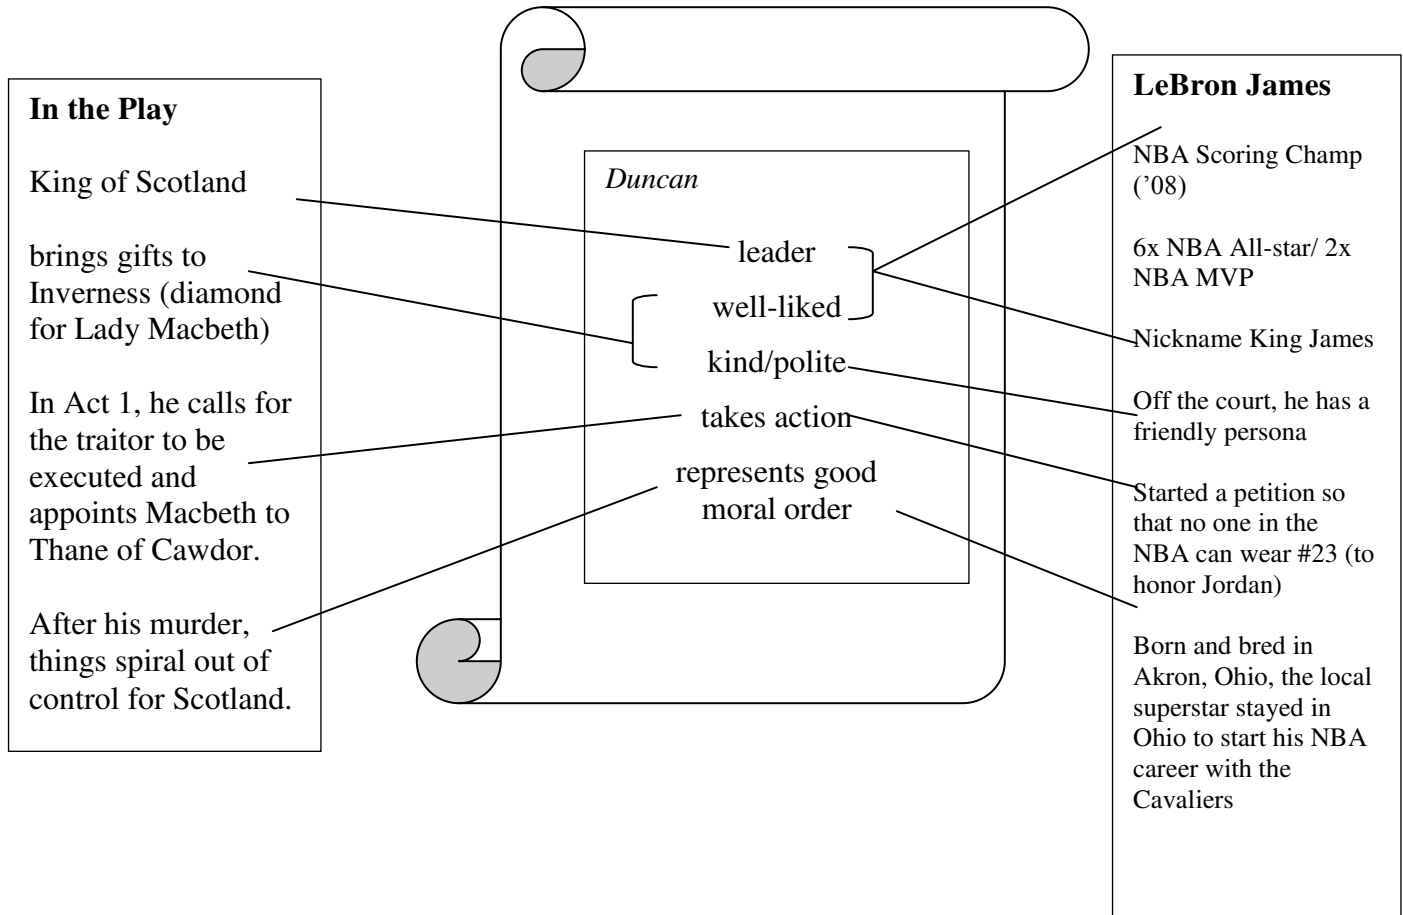 In the Play
King of Scotland
brings gifts to
Inverness (diamond
for Lady Macbeth)
In Act 1, he calls for
the traitor to be
executed and
appoints Macbeth to
Thane of Cawdor.
After his murder,
things spiral out of
control for Scotland.
Duncan
leader
well-liked
kind/polite
takes action
represents good
moral order
LeBron James
NBA Scoring Champ
(’08)
6x NBA All-star/ 2x
NBA MVP
Nickname King James
Off the court, he has a
friendly persona
Started a petition so
that no one in the
NBA can wear #23 (to
honor Jordan)
Born and bred in
Akron, Ohio, the local
superstar stayed in
Ohio to start his NBA
career with the
Cavaliers